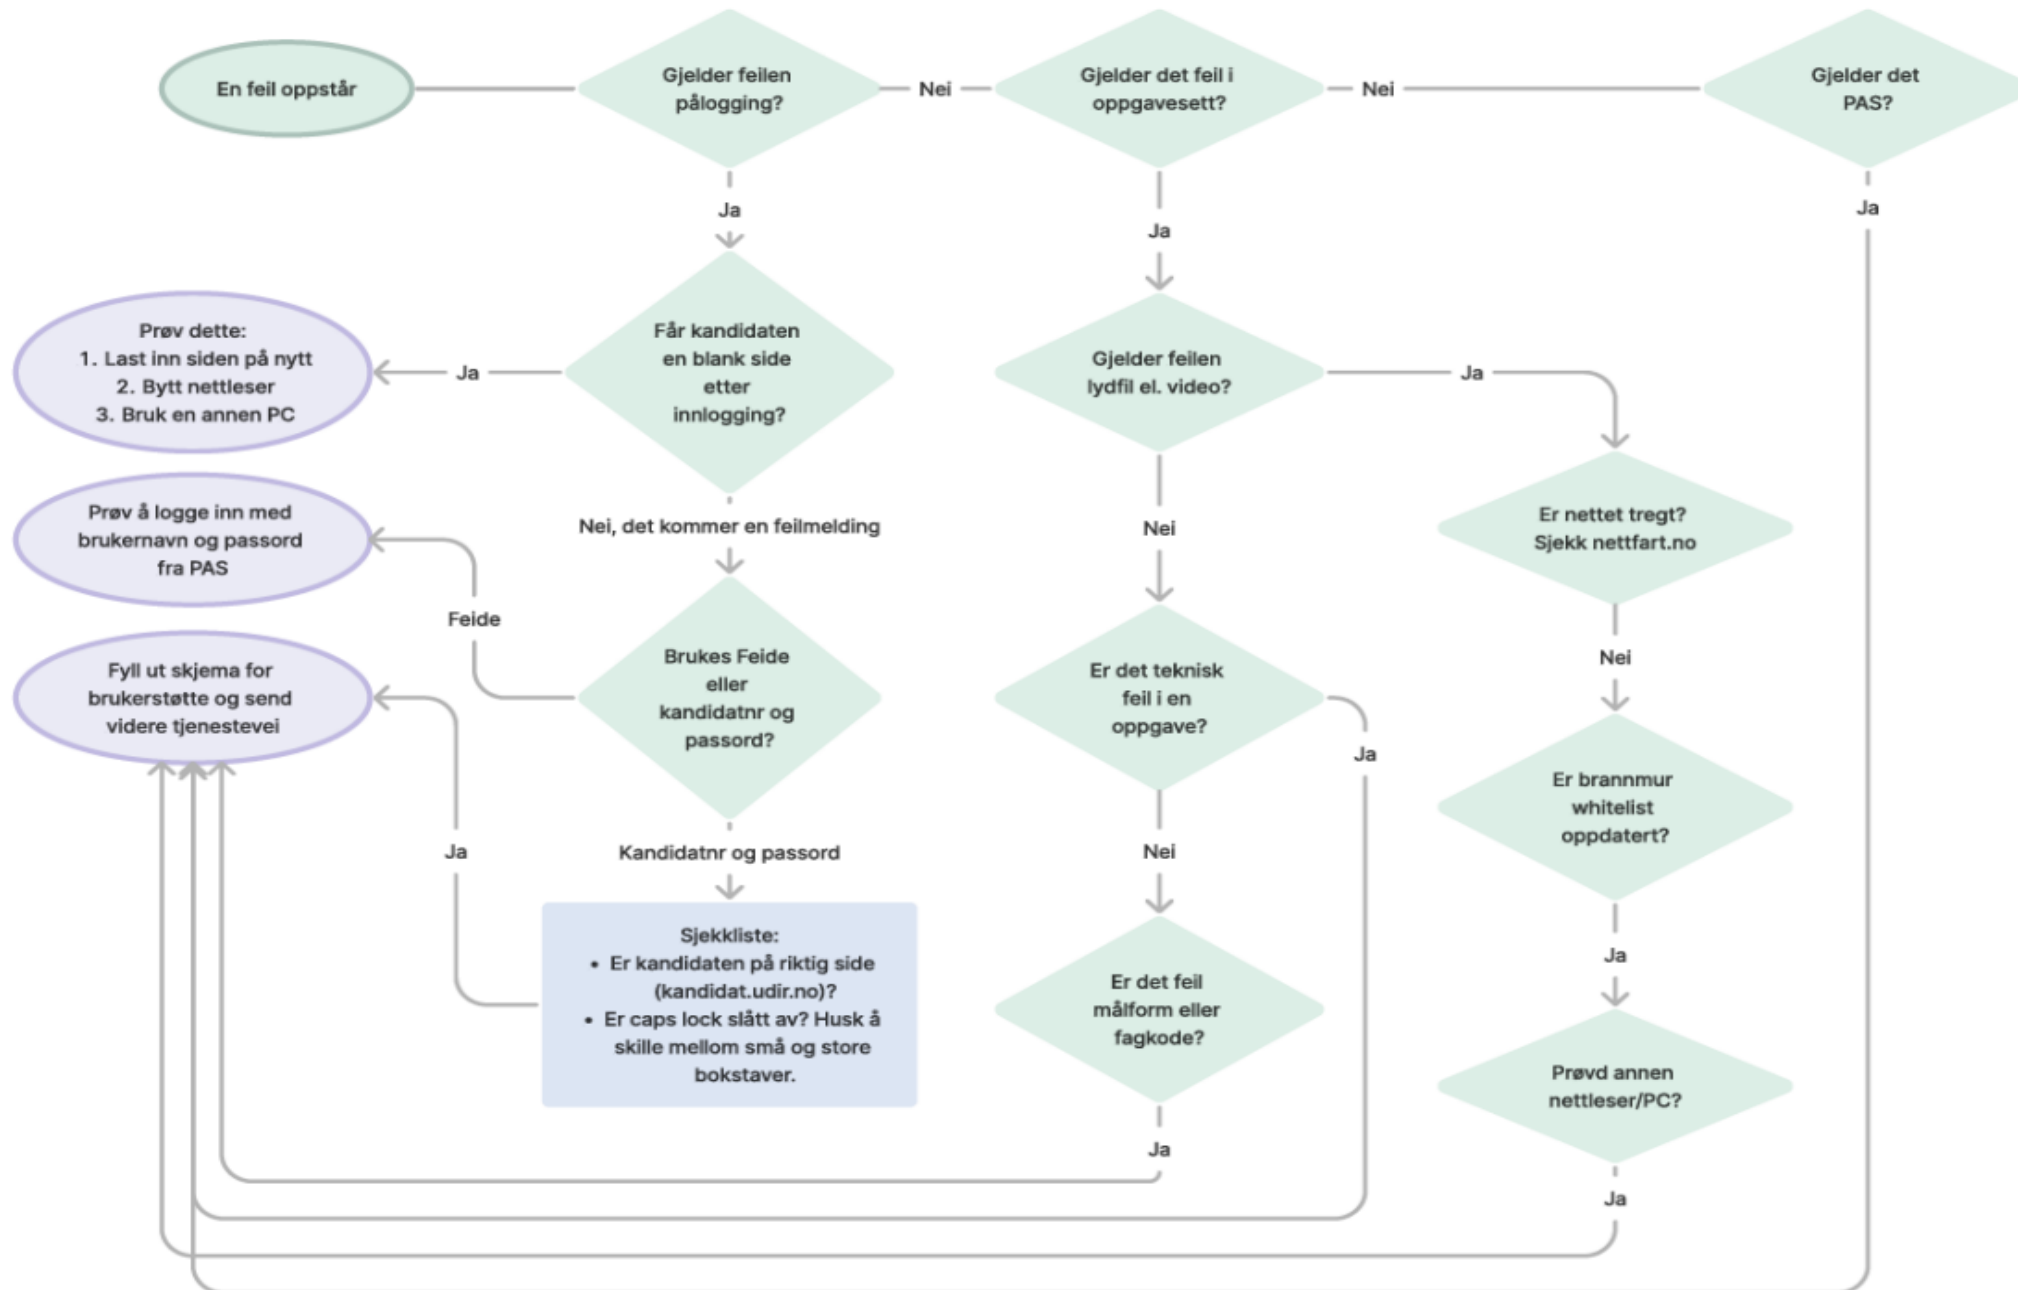 En feil oppstår
Gjelder feilen
pålogging?
Nei
Gjelder det feil i
oppgavesett?
Nei
Gjelder det
PAS?
Ja
Ja
Ja
Prøv dette:
1. Last inn siden på nytt
2. Bytt nettleser
3. Bruk en annen PC
Ja
Får kandidaten
en blank side
etter
innlogging?
Gjelder feilen
lydfil el. video?
Ja
Prøv å logge inn med
brukernavn og passord
fra PAS
Nei, det kommer en feilmelding
Nei
Er nettet tregt?
Sjekk nettfart.no
Feide
Nei
Fyll ut skjema for
brukerstøtte og send
videre tjenestevei
Brukes Feide
eller
kandidatnr og
passord?
Er det teknisk
feil i en
oppgave?
Ja
Er brannmur
whitelist
oppdatert?
Ja
Kandidatnr og passord
Nei
Ja
Sjekkliste:
• Er kandidaten på riktig side
(kandidat.udir.no)?
• Er caps lock slått av? Husk å
skille mellom små og store
bokstaver.
Er det feil
målform eller
fagkode?
Prøvd annen
nettleser/PC?
Ja
Ja